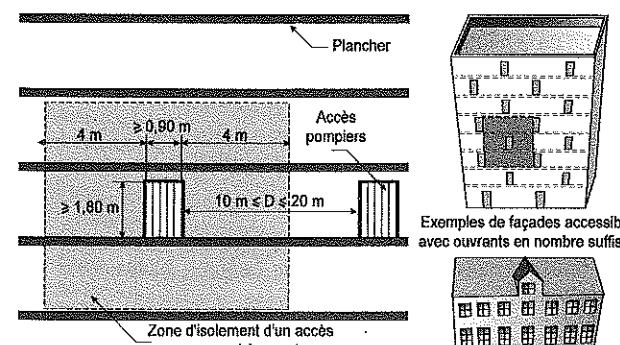 Plancher
4 m
≥ 0,90 m
4 m
Accès
pompiers
≥ 1,80 m
10 m ≤ D ≤ 20 m
Exemples de façades accessib
avec ouvrants en nombre suffis
Zone d'isolement d'un accès